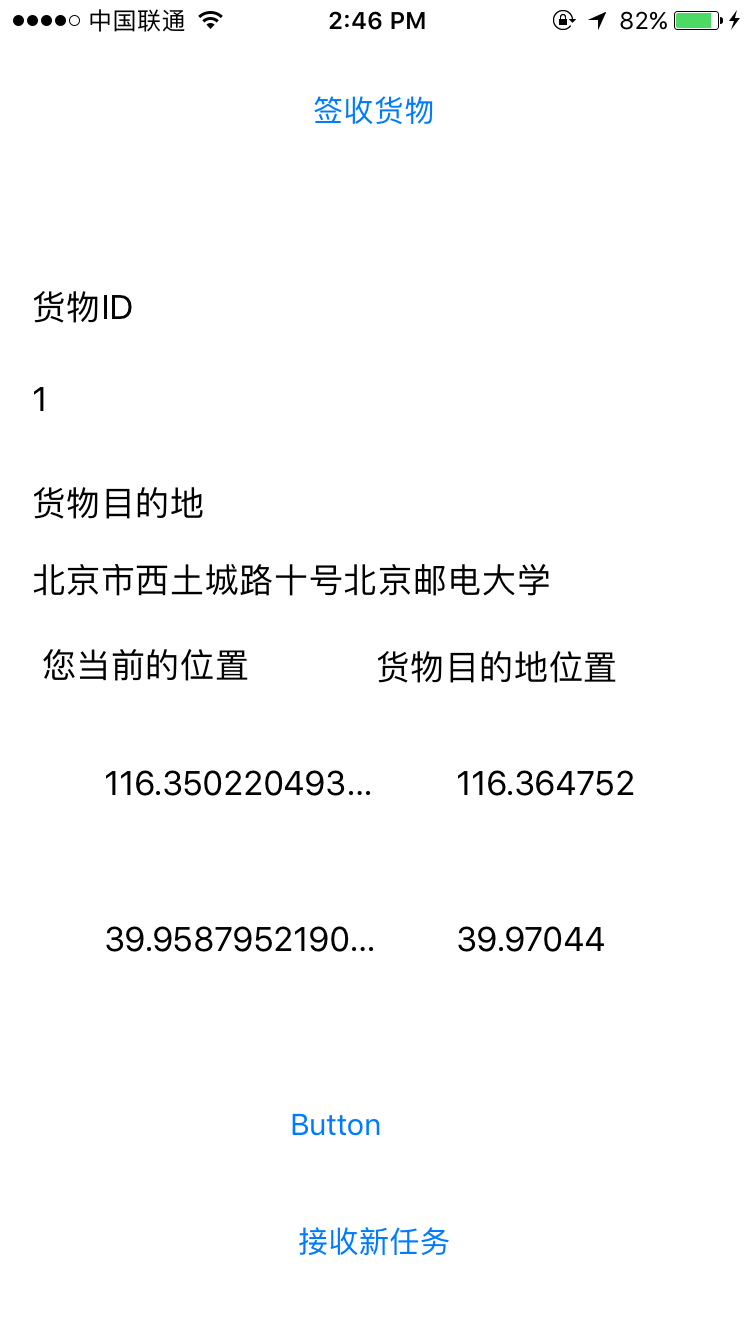 中国联通 2:46 PM 82%
签收货物
货物ID
1
货物目的地
北京市西土城路十号北京邮电大学
您当前的位置 货物目的地位置
116.350220493... 116.364752
39.9587952190... 39.97044
Button
接收新任务